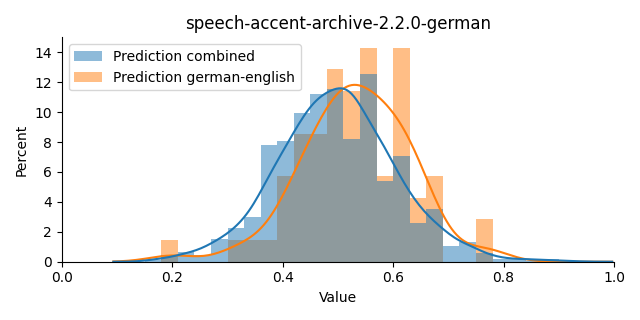 speech-accent-archive-2.2.0-german
Prediction combined
Prediction german-english
Percent
14
12
10
8
6
4
2
0
0.0 0.2 0.4 0.6 0.8 1.0
Value